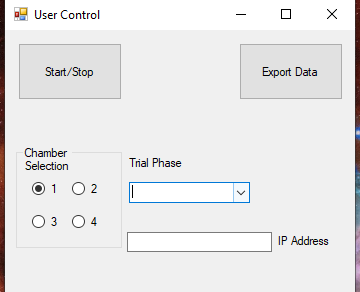 User Control
Start/Stop
Export Data
Chamber
Selection
Trial Phase
1
2
3
4
IP Address